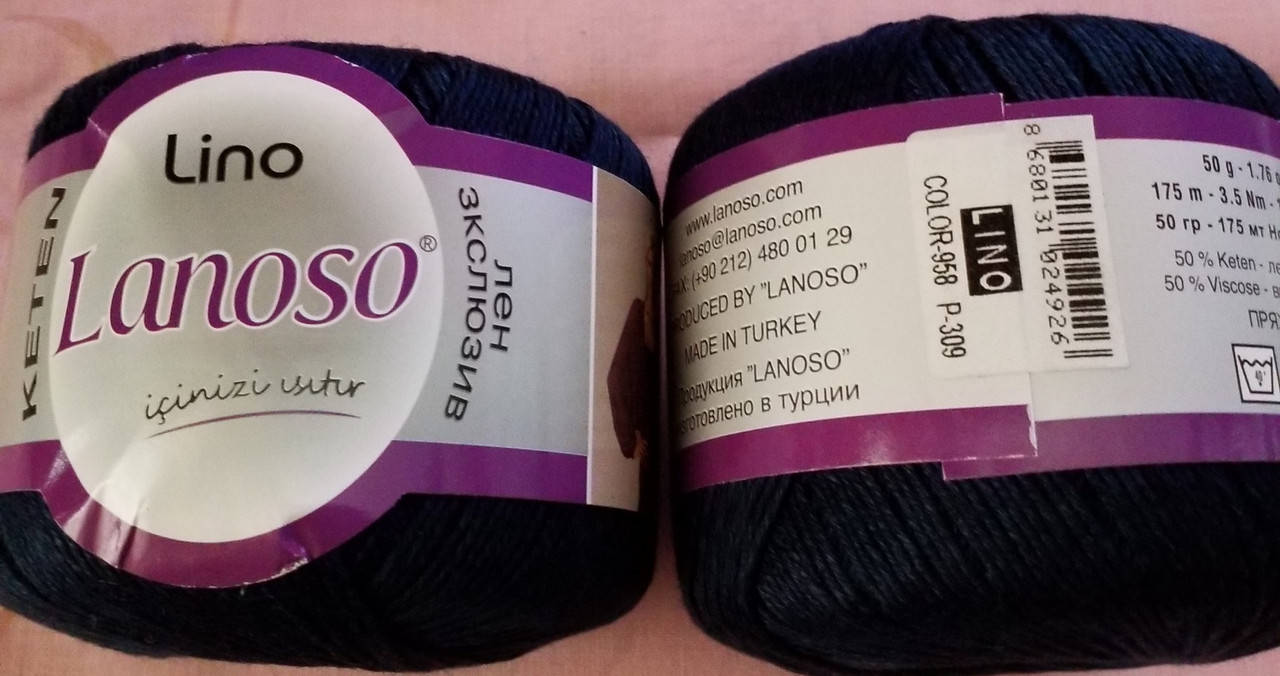 Lino
KETEN
Lanoso®
içinizi ısıtır
ЛЕН
ЭКСЛЮЗИВ
www.lanoso.com
lanoso@lanoso.com
FAX: (+90 212) 480 01 29
PRODUCED BY "LANOSO"
MADE IN TURKEY
Продукция "LANOSO"
Изготовлено в турции
COLOR-958 P-309
LINO
8 680131 024926
50 g - 1.76
175 m - 3.5 Nm -
50 гр - 175 мт
50 % Keten -
50 % Viscose -
40°